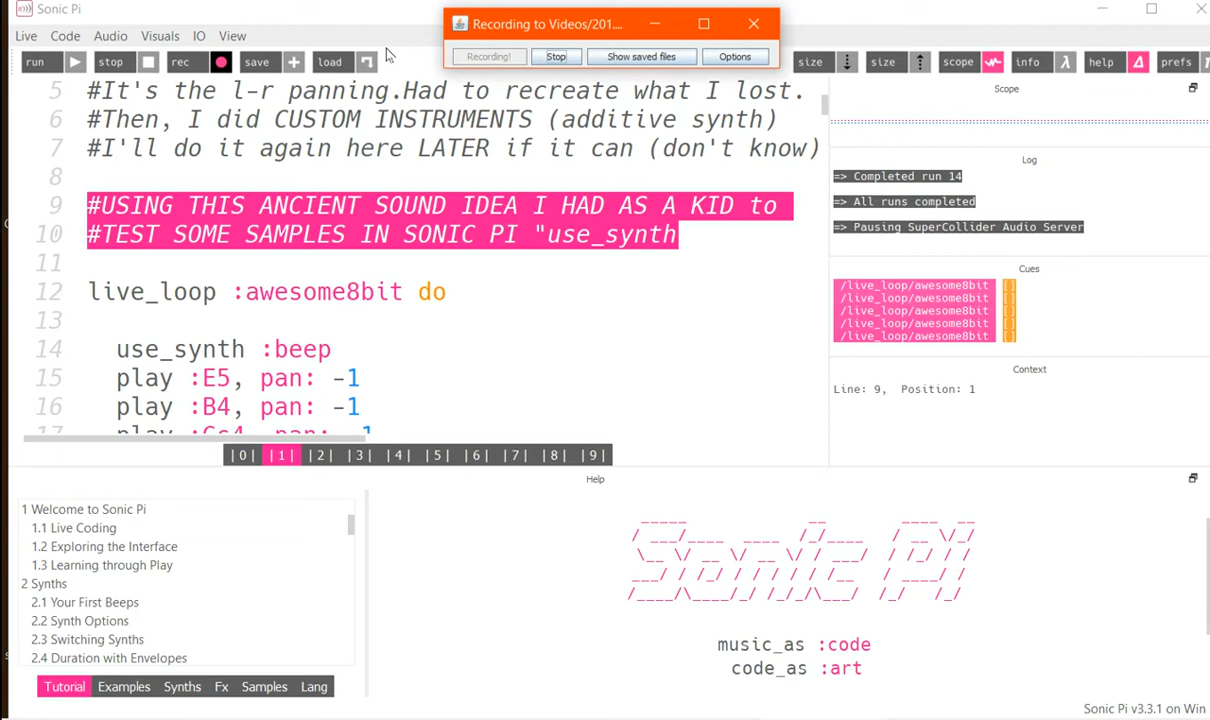 Sonic Pi
Recording to Videos/201....
Live Code Audio Visuals IO View
Recording! Stop Show saved files Options
run stop rec save load size size scope info help prefs
Scope
5 #It's the l-r panning.Had to recreate what I lost.
6 #Then, I did CUSTOM INSTRUMENTS (additive synth)
7 #I'll do it again here LATER if it can (don't know)
8
9 #USING THIS ANCIENT SOUND IDEA I HAD AS A KID to
10 #TEST SOME SAMPLES IN SONIC PI "use_synth
11
12 live_loop :awesome8bit do
13
14 use_synth :beep
15 play :E5, pan: -1
16 play :B4, pan: -1
Log
=> Completed run 14
=> All runs completed
=> Pausing SuperCollider Audio Server
Cues
/live_loop/awesome8bit []
/live_loop/awesome8bit []
/live_loop/awesome8bit []
/live_loop/awesome8bit []
/live_loop/awesome8bit []
Context
Line: 9, Position: 1
|0| |1| |2| |3| |4| |5| |6| |7| |8| |9|
Help
1 Welcome to Sonic Pi
1.1 Live Coding
1.2 Exploring the Interface
1.3 Learning through Play
2 Synths
2.1 Your First Beeps
2.2 Synth Options
2.3 Switching Synths
2.4 Duration with Envelopes
Tutorial Examples Synths Fx Samples Lang
Sonic Pi
music_as :code
code_as :art
Sonic Pi v3.3.1 on Win